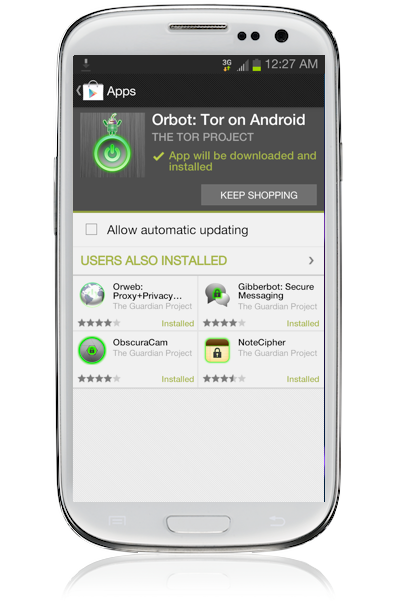 3G 12:27 AM
Apps
Orbot: Tor on Android
THE TOR PROJECT
App will be downloaded and
installed
KEEP SHOPPING
Allow automatic updating
USERS ALSO INSTALLED
Orweb:
Proxy+Privacy…
The Guardian Project
Installed
Gibberbot: Secure
Messaging
The Guardian Project
Installed
ObscuraCam
The Guardian Project
Installed
NoteCipher
The Guardian Project
Installed